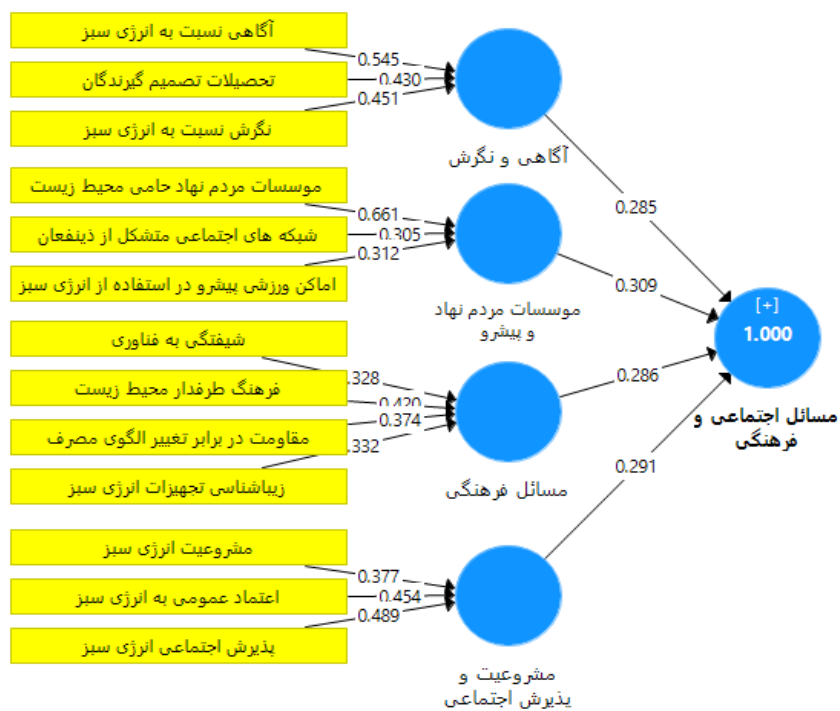 آگاهی نسبت به انرژی سبز
0.545
تحصیلات تصمیم گیرندگان
0.430
نگرش نسبت به انرژی سبز
0.451
آگاهی و نگرش
0.285
موسسات مردم نهاد حامی محیط زیست
0.661
شبکه های اجتماعی متشکل از ذینفعان
0.305
اماکن ورزشی پیشرو در استفاده از انرژی سبز
0.312
موسسات مردم نهاد
و پیشرو
0.309
[+]
1.000
مسائل اجتماعی و
فرهنگی
شیفتگی به فناوری
.328
فرهنگ طرفدار محیط زیست
0.420
مقاومت در برابر تغییر الگوی مصرف
0.374
زیباشناسی تجهیزات انرژی سبز
.332
مسائل فرهنگی
0.286
مشروعیت انرژی سبز
0.377
اعتماد عمومی به انرژی سبز
0.454
پذیرش اجتماعی انرژی سبز
0.489
مشروعیت و
پذیرش اجتماعی
0.291